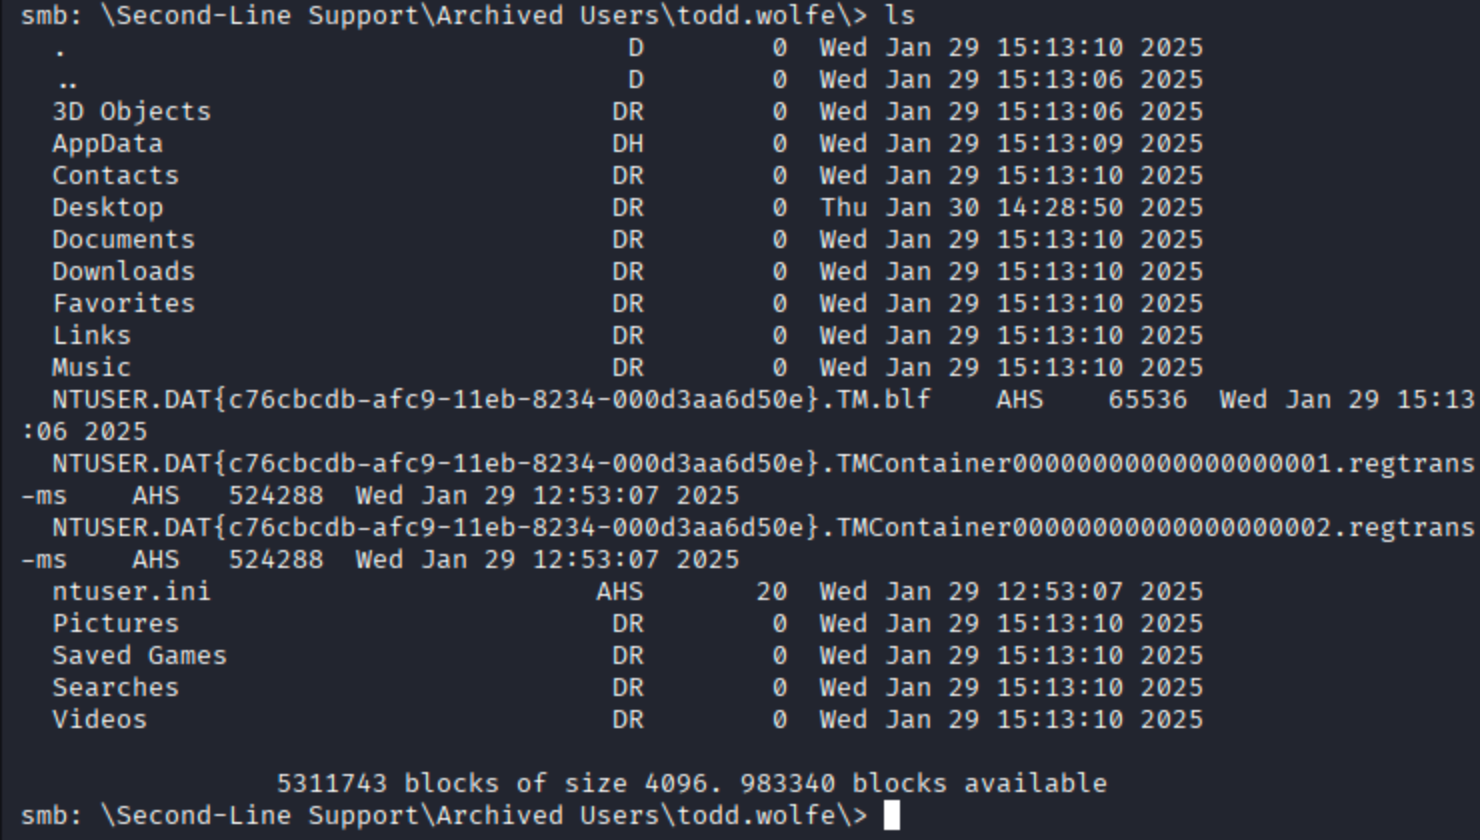 smb: \Second-Line Support\Archived Users\todd.wolfe\> ls
  .                                   D        0  Wed Jan 29 15:13:10 2025
  ..                                  D        0  Wed Jan 29 15:13:06 2025
  3D Objects                         DR        0  Wed Jan 29 15:13:06 2025
  AppData                            DH        0  Wed Jan 29 15:13:09 2025
  Contacts                           DR        0  Wed Jan 29 15:13:10 2025
  Desktop                            DR        0  Thu Jan 30 14:28:50 2025
  Documents                          DR        0  Wed Jan 29 15:13:10 2025
  Downloads                          DR        0  Wed Jan 29 15:13:10 2025
  Favorites                          DR        0  Wed Jan 29 15:13:10 2025
  Links                              DR        0  Wed Jan 29 15:13:10 2025
  Music                              DR        0  Wed Jan 29 15:13:10 2025
  NTUSER.DAT{c76cbcdb-afc9-11eb-8234-000d3aa6d50e}.TM.blf    AHS    65536  Wed Jan 29 15:13
:06 2025
  NTUSER.DAT{c76cbcdb-afc9-11eb-8234-000d3aa6d50e}.TMContainer00000000000000000001.regtrans
-ms    AHS   524288  Wed Jan 29 12:53:07 2025
  NTUSER.DAT{c76cbcdb-afc9-11eb-8234-000d3aa6d50e}.TMContainer00000000000000000002.regtrans
-ms    AHS   524288  Wed Jan 29 12:53:07 2025
  ntuser.ini                        AHS       20  Wed Jan 29 12:53:07 2025
  Pictures                           DR        0  Wed Jan 29 15:13:10 2025
  Saved Games                        DR        0  Wed Jan 29 15:13:10 2025
  Searches                           DR        0  Wed Jan 29 15:13:10 2025
  Videos                             DR        0  Wed Jan 29 15:13:10 2025
                5311743 blocks of size 4096. 983340 blocks available
smb: \Second-Line Support\Archived Users\todd.wolfe\>